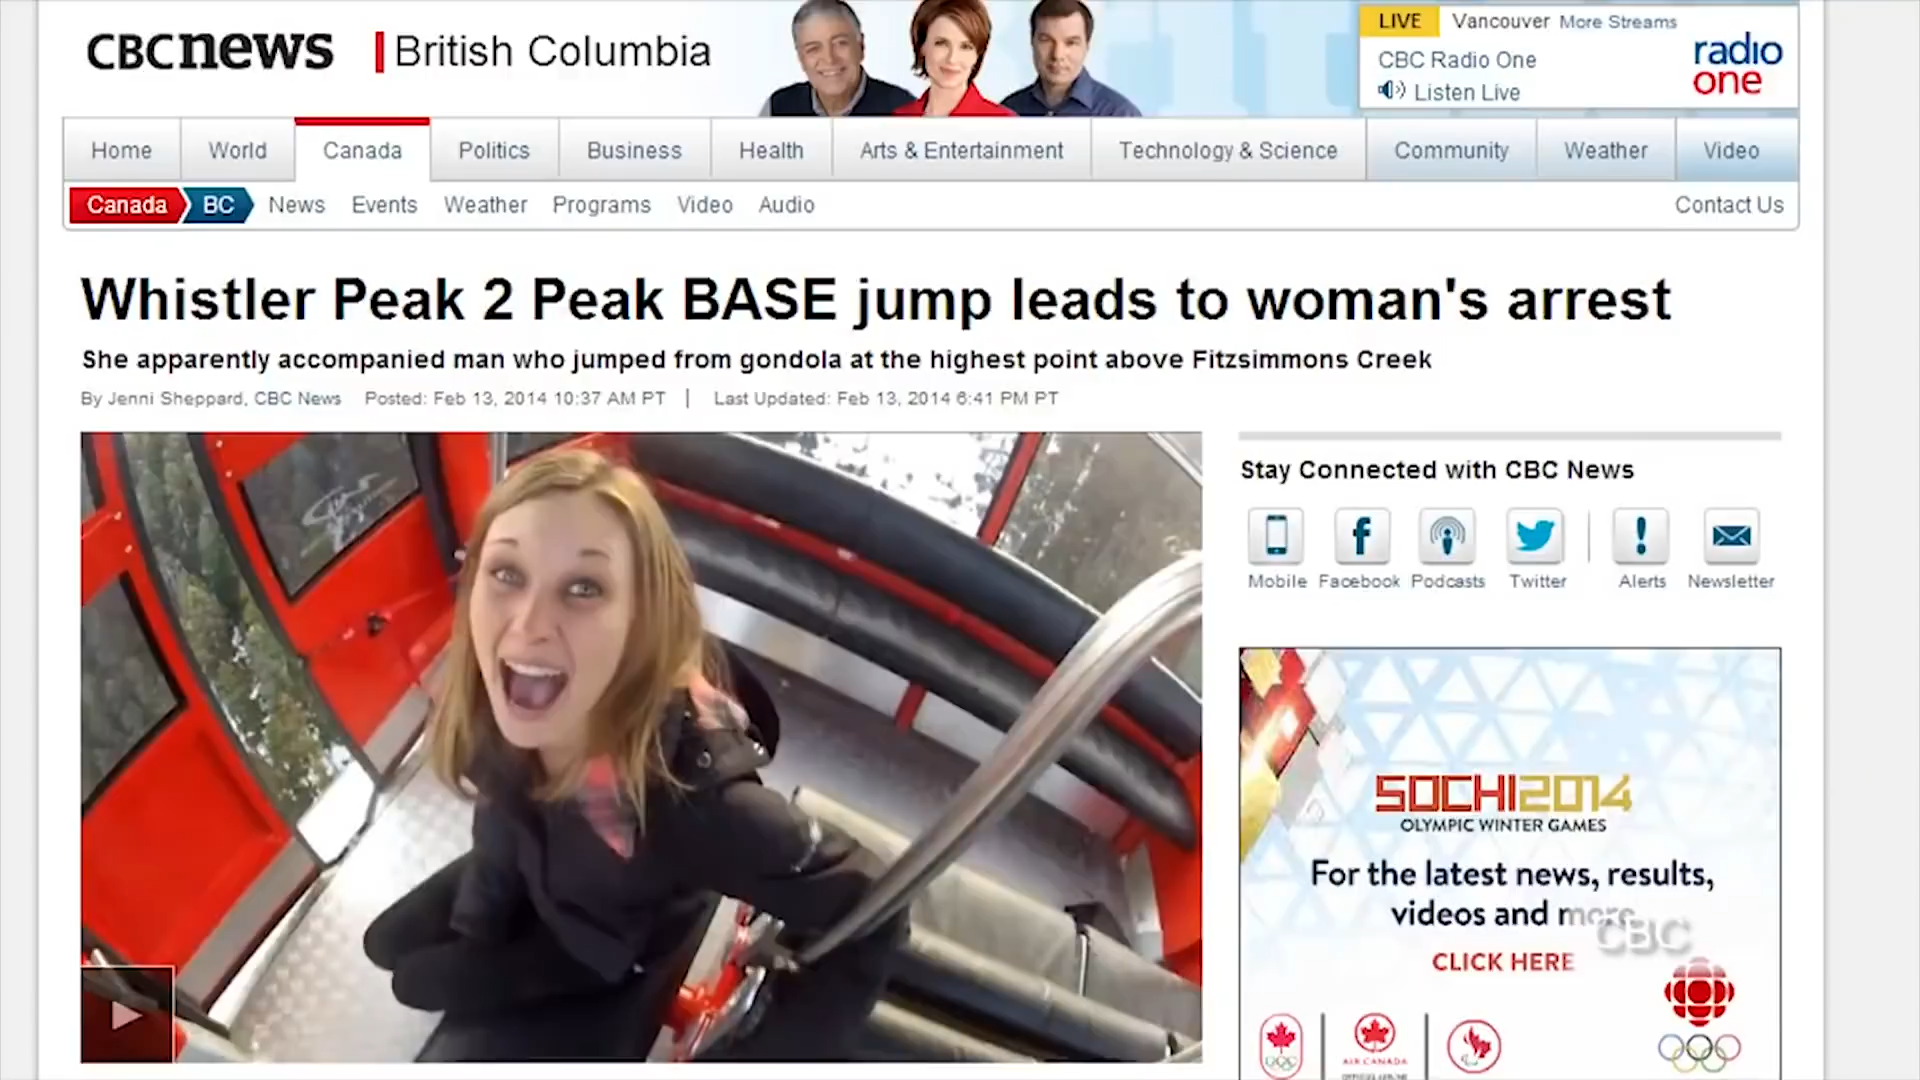 CBCnews British Columbia
LIVE Vancouver More Streams
CBC Radio One
Listen Live
radio
one
Home World Canada Politics Business Health Arts & Entertainment Technology & Science Community Weather Video
Canada BC News Events Weather Programs Video Audio Contact Us
Whistler Peak 2 Peak BASE jump leads to woman's arrest
She apparently accompanied man who jumped from gondola at the highest point above Fitzsimmons Creek
By Jenni Sheppard, CBC News Posted: Feb 13, 2014 10:37 AM PT | Last Updated: Feb 13, 2014 6:41 PM PT
Stay Connected with CBC News
Mobile Facebook Podcasts Twitter Alerts Newsletter
SOCHI2014
OLYMPIC WINTER GAMES
For the latest news, results,
videos and more
CBC
CLICK HERE
AIR CANADA